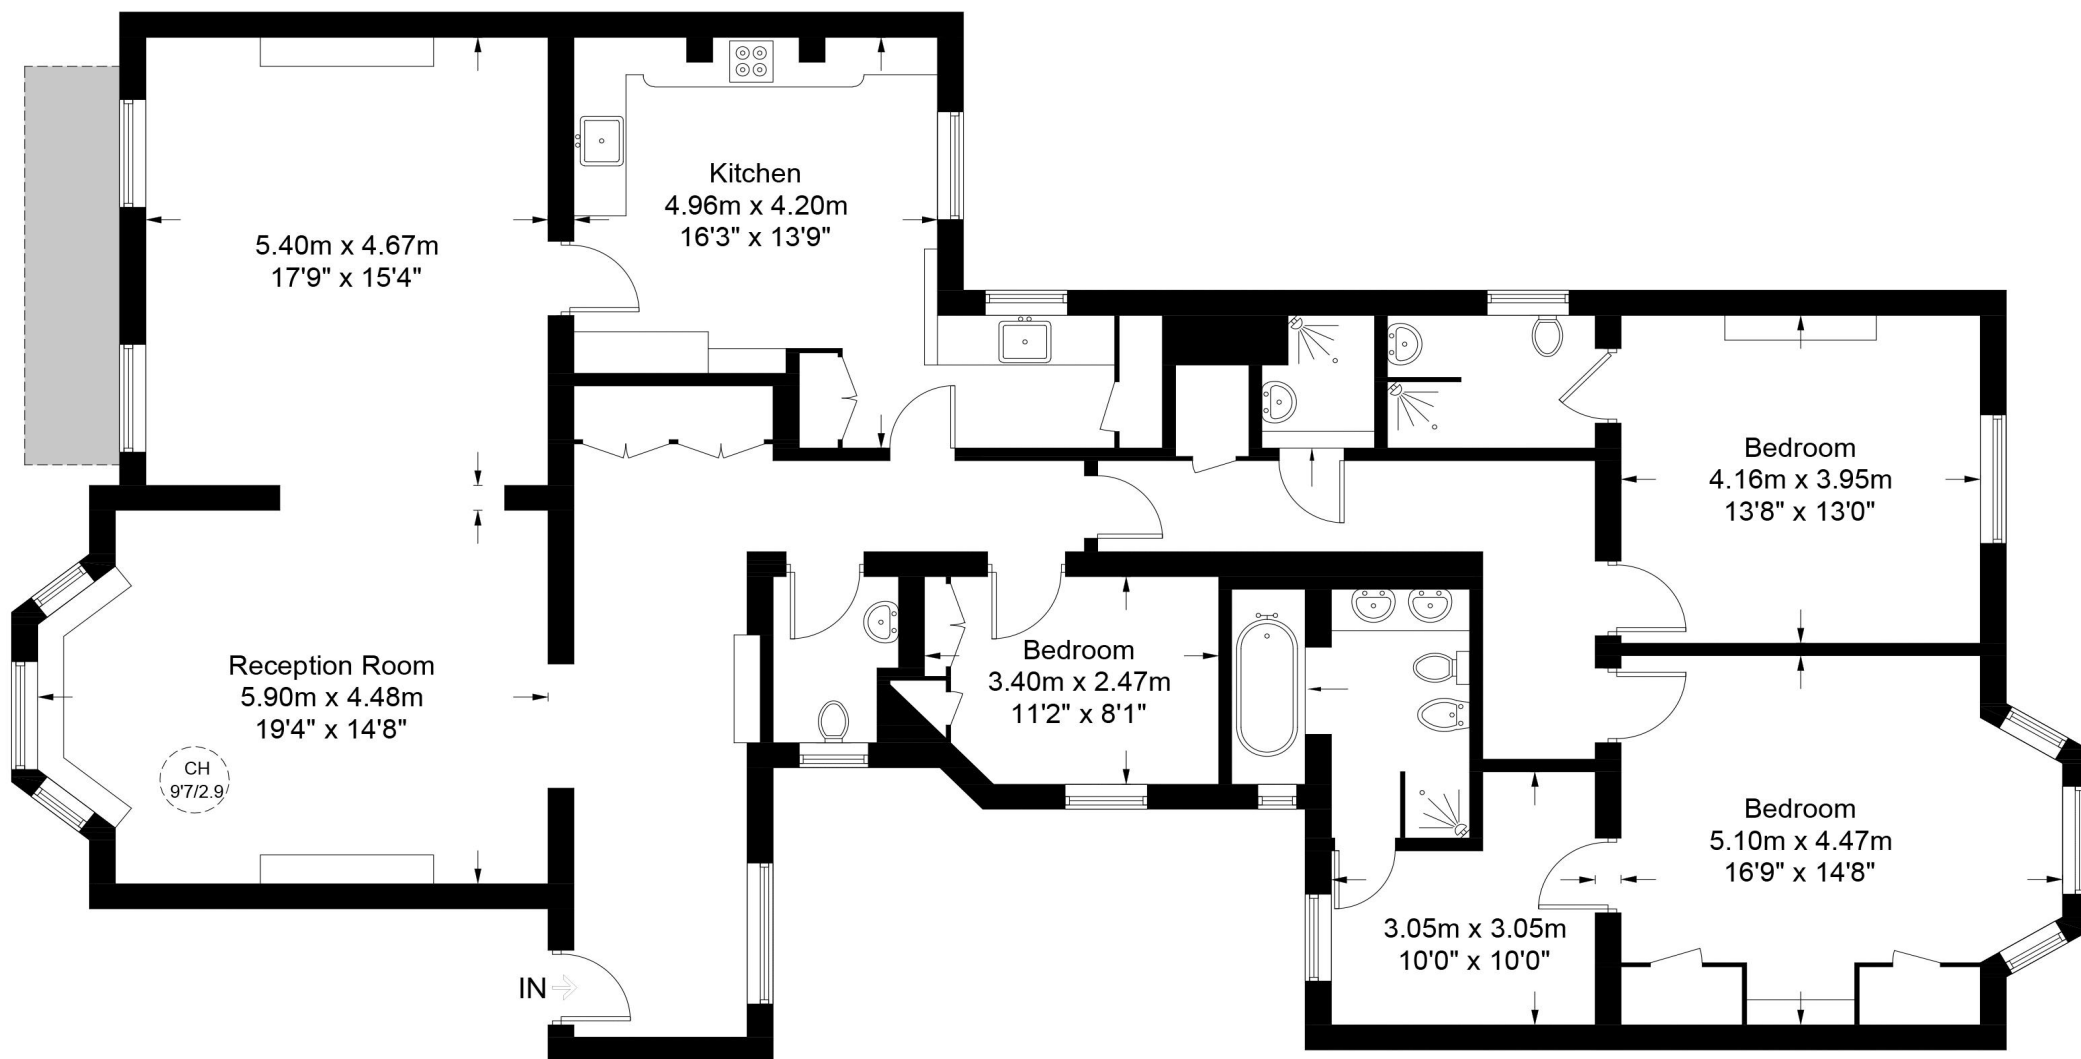 5.40m x 4.67m
17'9" x 15'4"
Kitchen
4.96m x 4.20m
16'3" x 13'9"
Bedroom
4.16m x 3.95m
13'8" x 13'0"
Reception Room
5.90m x 4.48m
19'4" x 14'8"
CH
9'7/2.9
Bedroom
3.40m x 2.47m
11'2" x 8'1"
Bedroom
5.10m x 4.47m
16'9" x 14'8"
3.05m x 3.05m
10'0" x 10'0"
IN